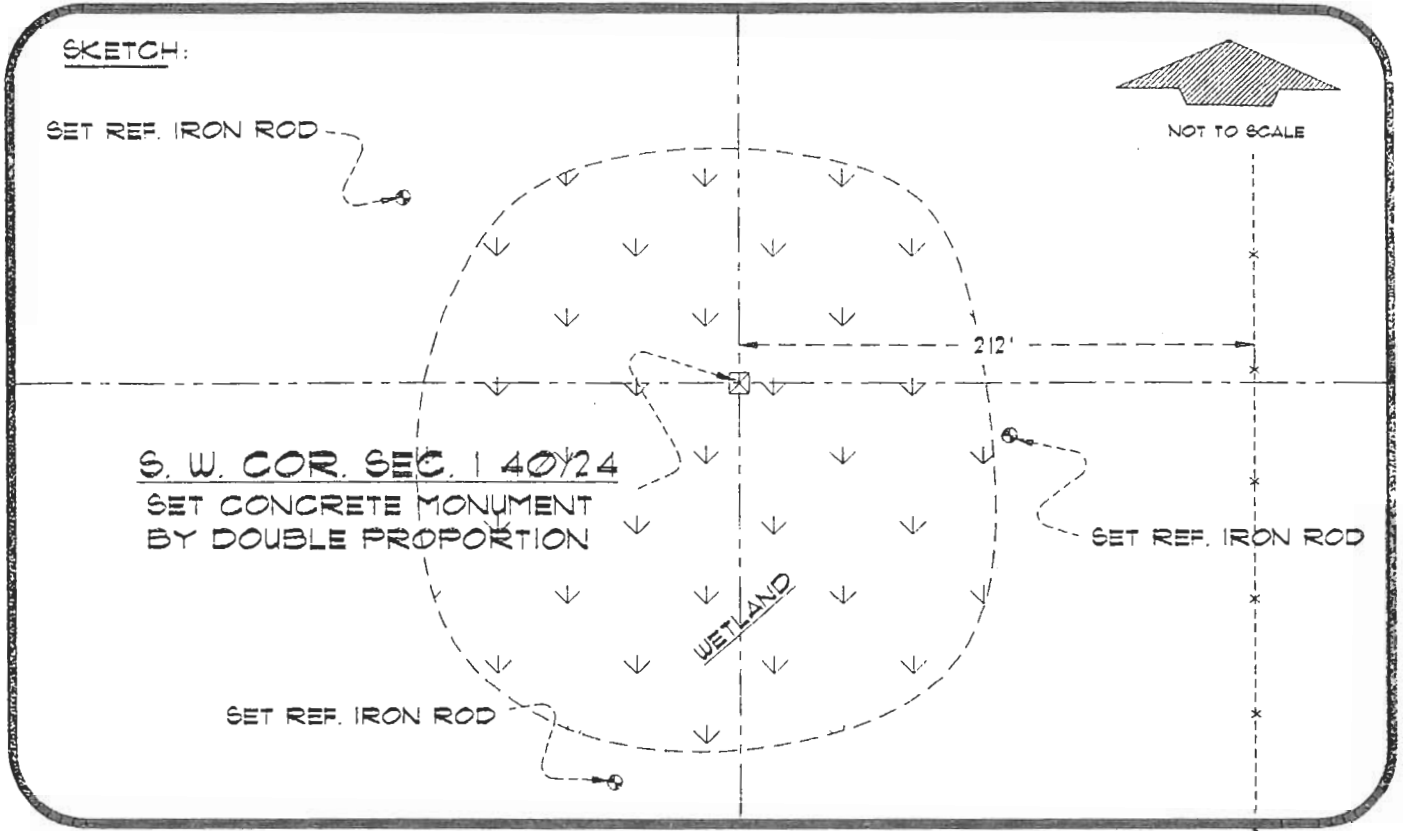 SKETCH:
SET REF. IRON ROD
NOT TO SCALE
212'
S. W. COR. SEC. 1 40/24
SET CONCRETE MONUMENT
BY DOUBLE PROPORTION
SET REF. IRON ROD
WETLAND
SET REF. IRON ROD